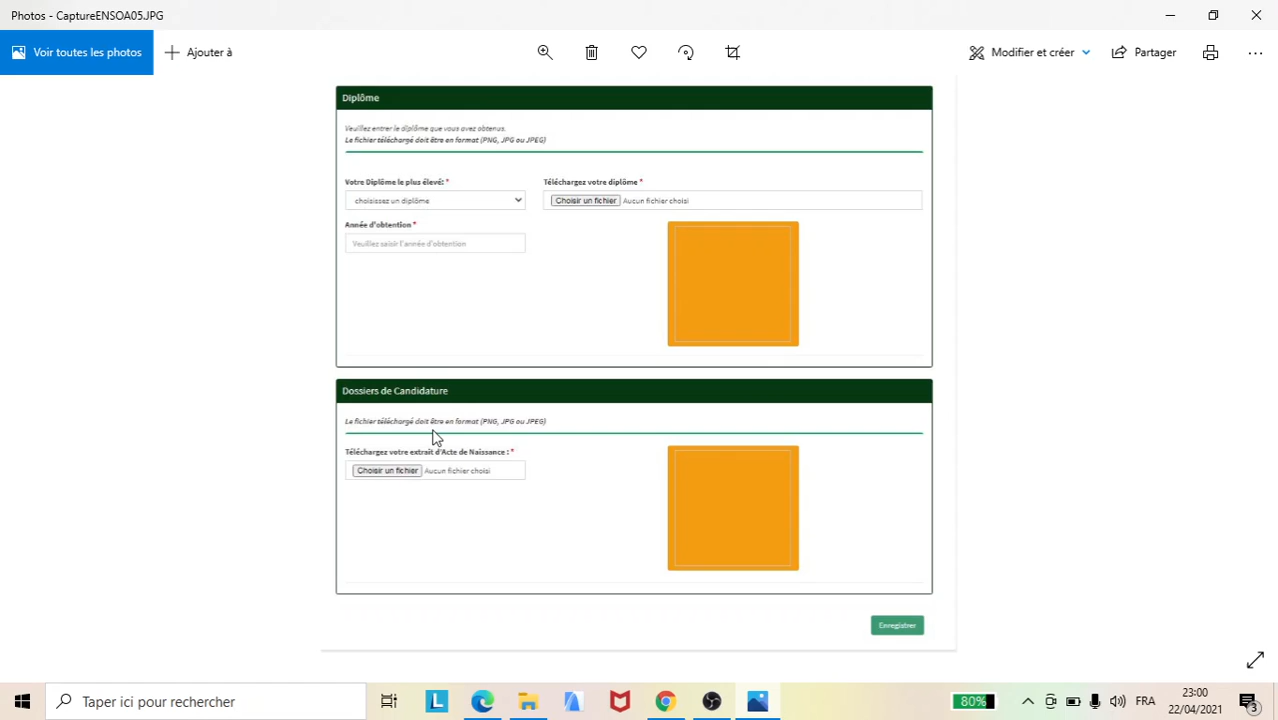 Photos - CaptureENSOA05.JPG
Voir toutes les photos
Ajouter à
Modifier et créer
Partager
Diplôme
Veuillez entrer le diplôme que vous avez obtenus.
Le fichier téléchargé doit être en format (PNG, JPG ou JPEG)
Votre Diplôme le plus élevé: *
Téléchargez votre diplôme *
choisissez un diplôme
Choisir un fichier Aucun fichier choisi
Année d'obtention *
Veuillez saisir l'année d'obtention
Dossiers de Candidature
Le fichier téléchargé doit être en format (PNG, JPG ou JPEG)
Téléchargez votre extrait d'Acte de Naissance : *
Choisir un fichier Aucun fichier choisi
Enregistrer
Taper ici pour rechercher
L
80%
FRA
23:00
22/04/2021
3